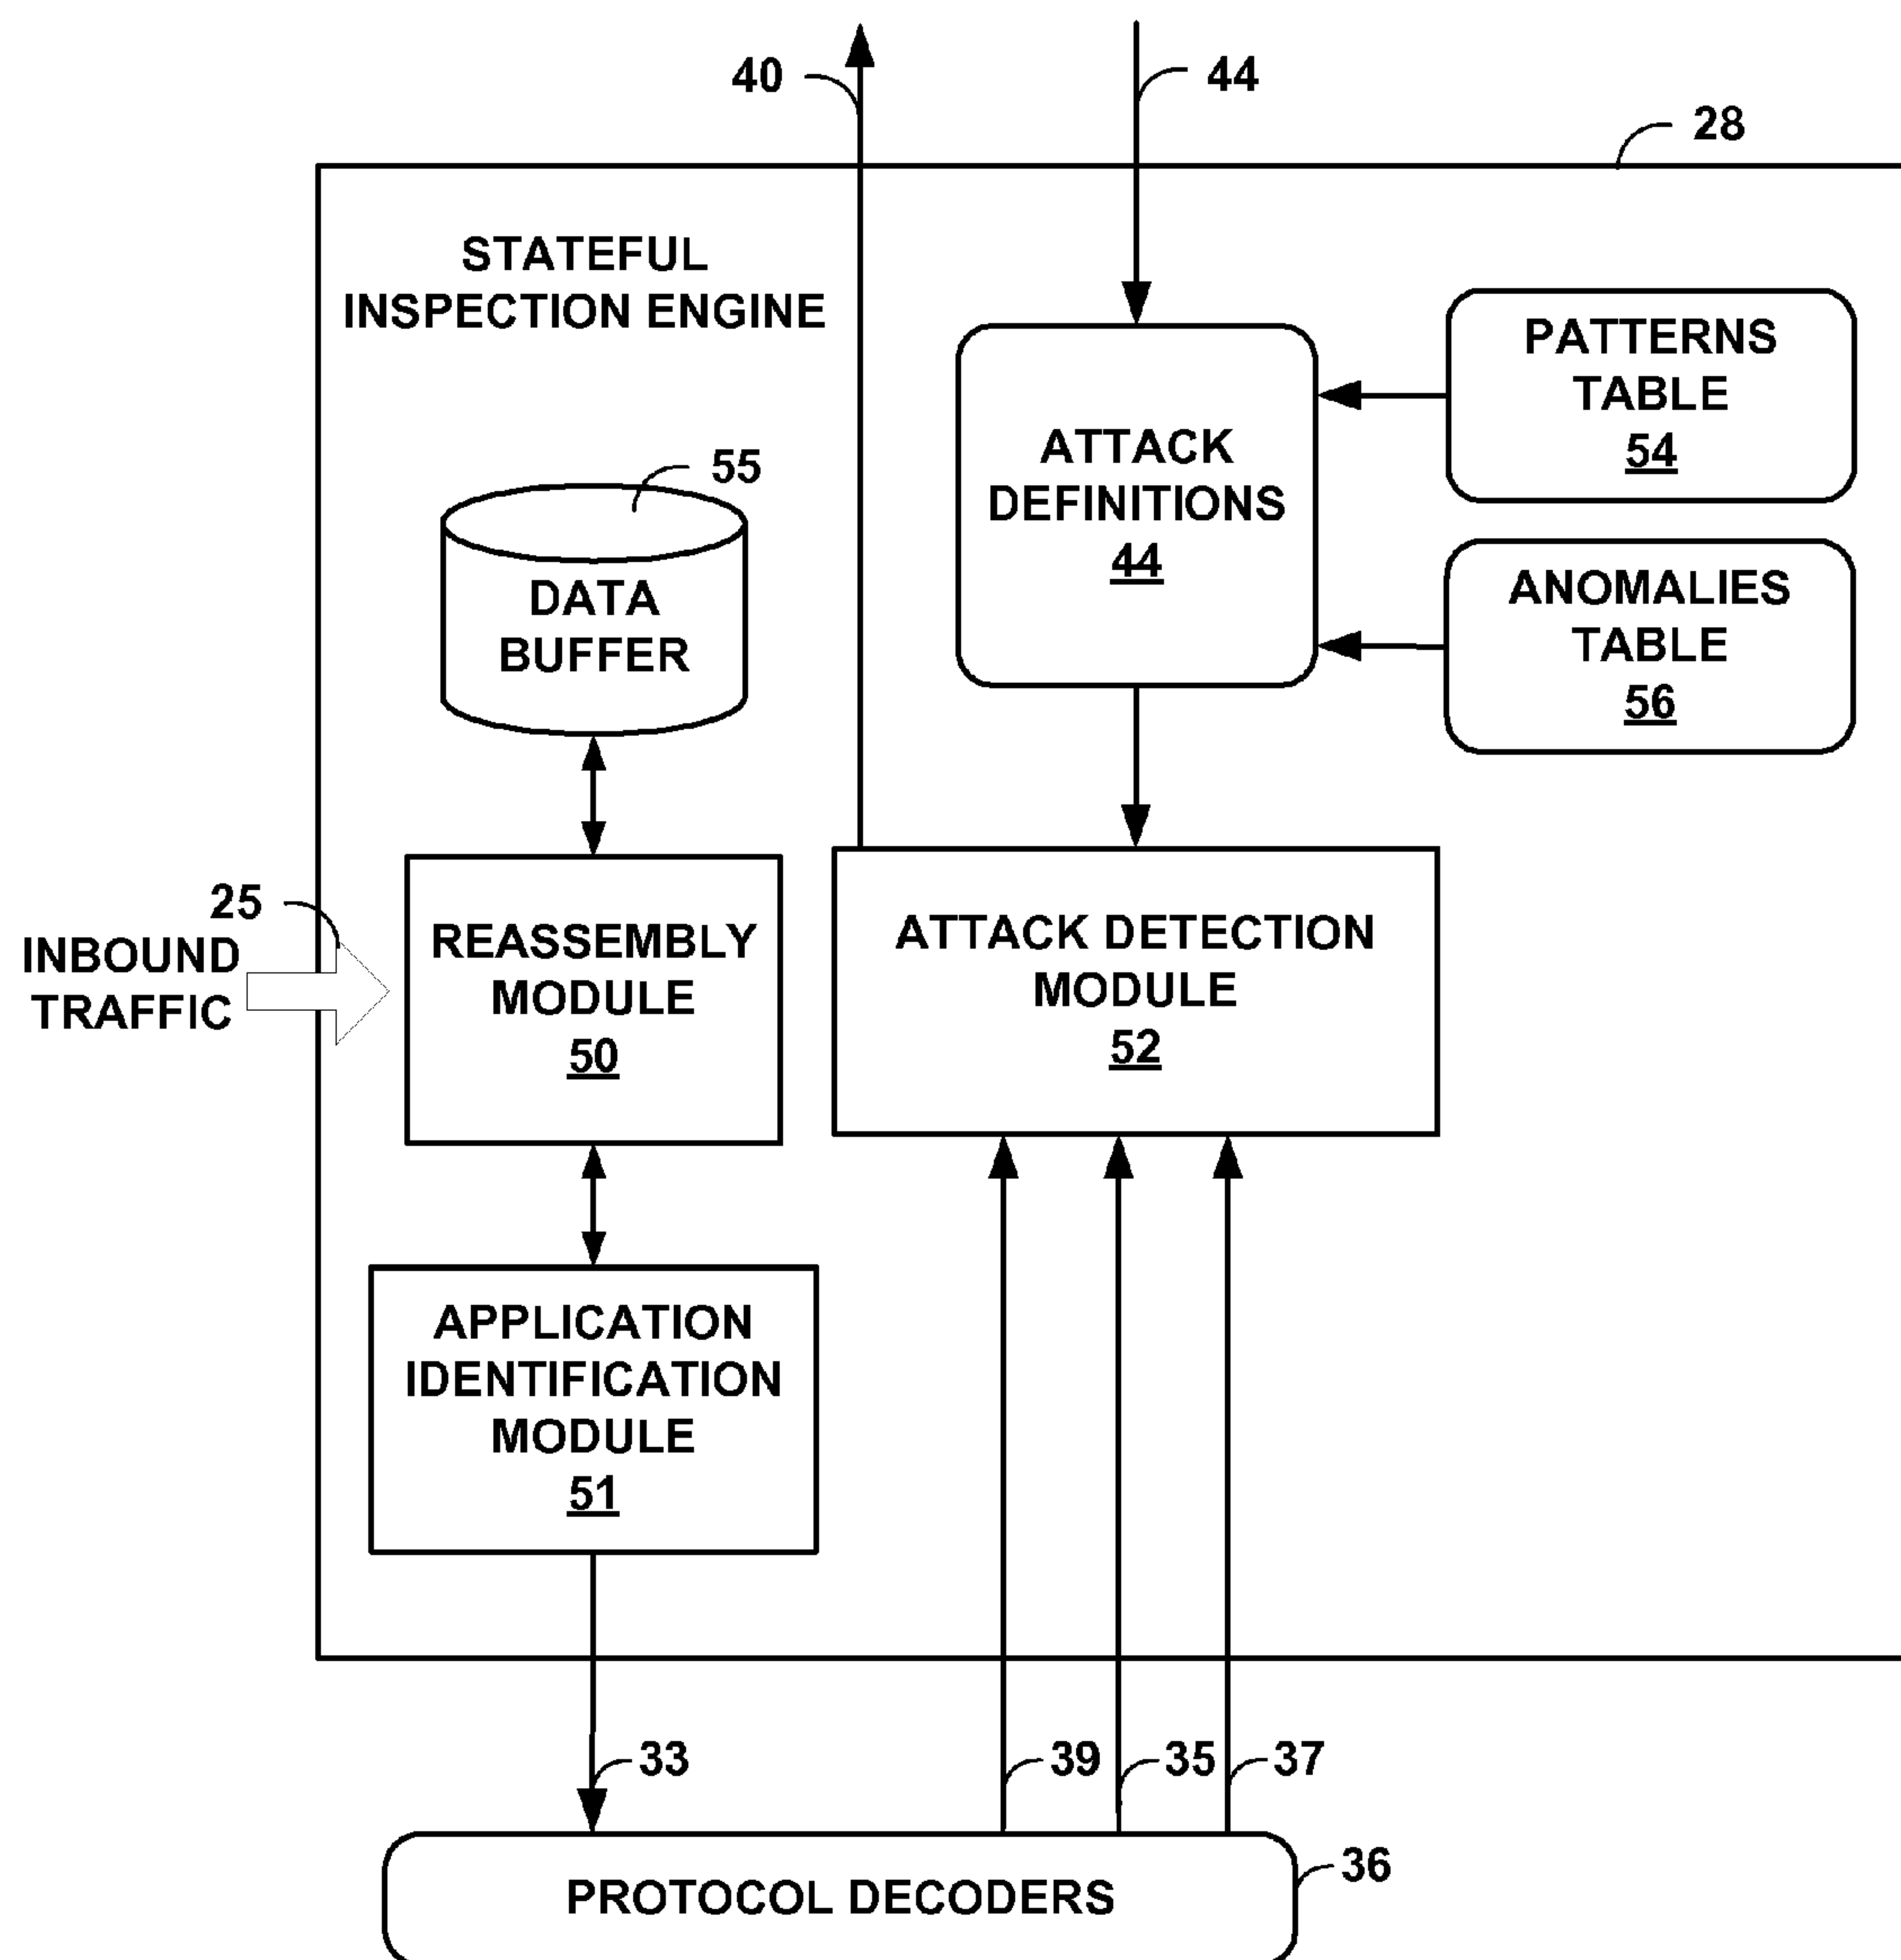 40
44
28
STATEFUL
INSPECTION ENGINE
PATTERNS
TABLE
54
ATTACK
DEFINITIONS
44
55
DATA
BUFFER
ANOMALIES
TABLE
56
25
INBOUND
TRAFFIC
REASSEMBLY
MODULE
50
ATTACK DETECTION
MODULE
52
APPLICATION
IDENTIFICATION
MODULE
51
33
39
35
37
36
PROTOCOL DECODERS